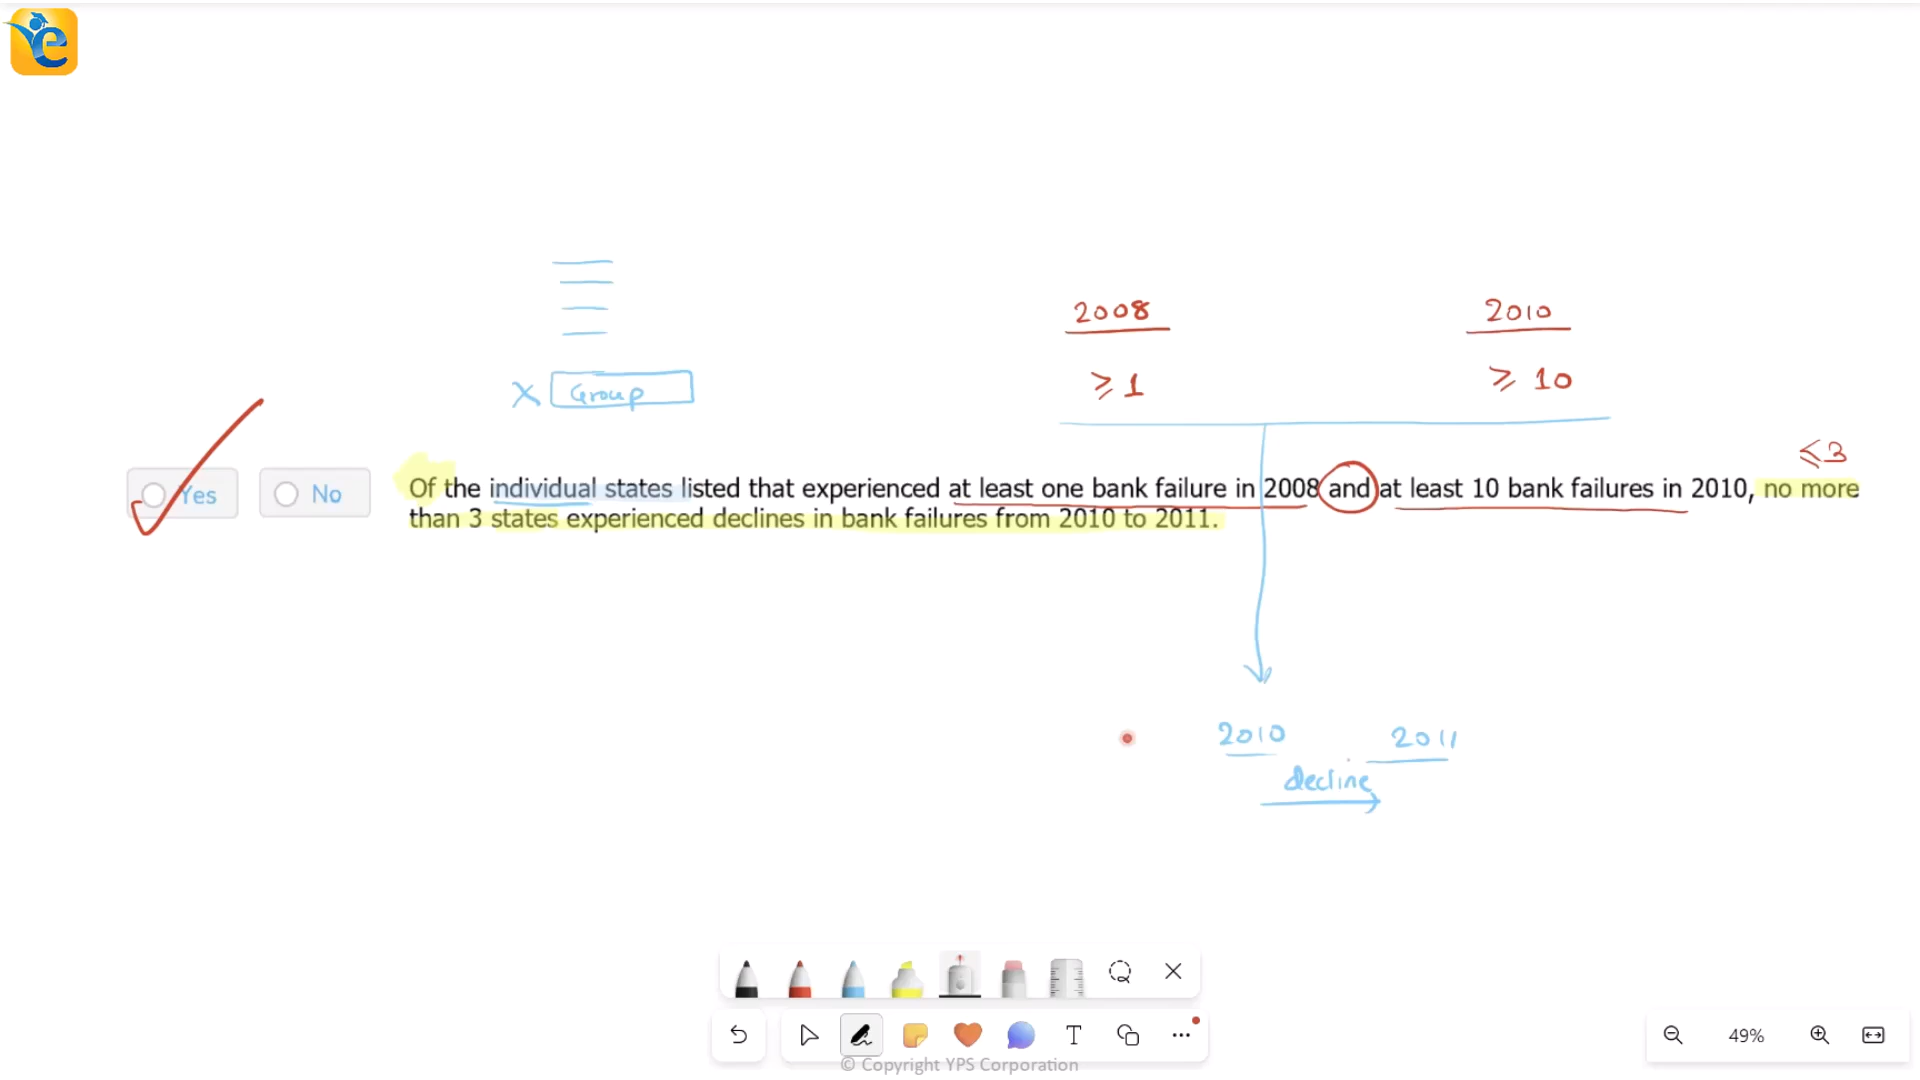 2008
2010
≥ 1
≥ 10
X Group
≤3
Yes
No
Of the individual states listed that experienced at least one bank failure in 2008 and at least 10 bank failures in 2010, no more
than 3 states experienced declines in bank failures from 2010 to 2011.
2010
2011
decline
T
49%
© Copyright YPS Corporation